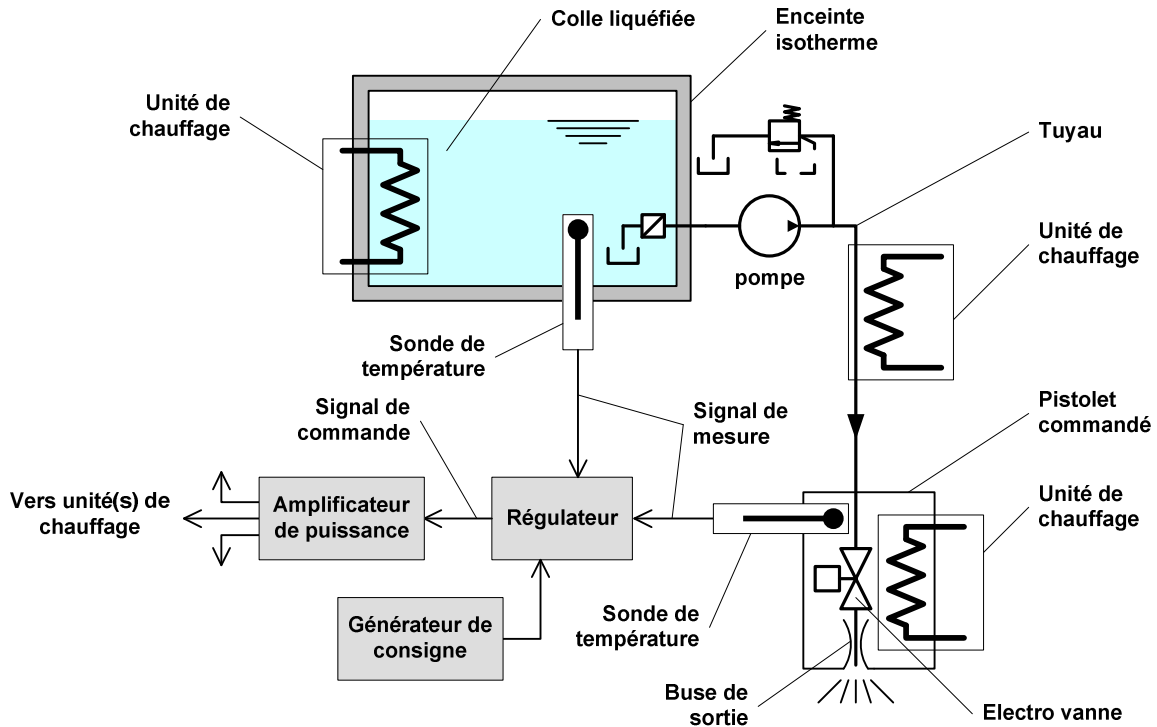 Colle liquéfiée
Enceinte
isotherme
Unité de
chauffage
Tuyau
Unité de
chauffage
pompe
Sonde de
température
Signal de
commande
Signal de
mesure
Pistolet
commandé
Vers unité(s) de
chauffage
Amplificateur
de puissance
Régulateur
Unité de
chauffage
Générateur de
consigne
Sonde de
température
Buse de
sortie
Electro vanne